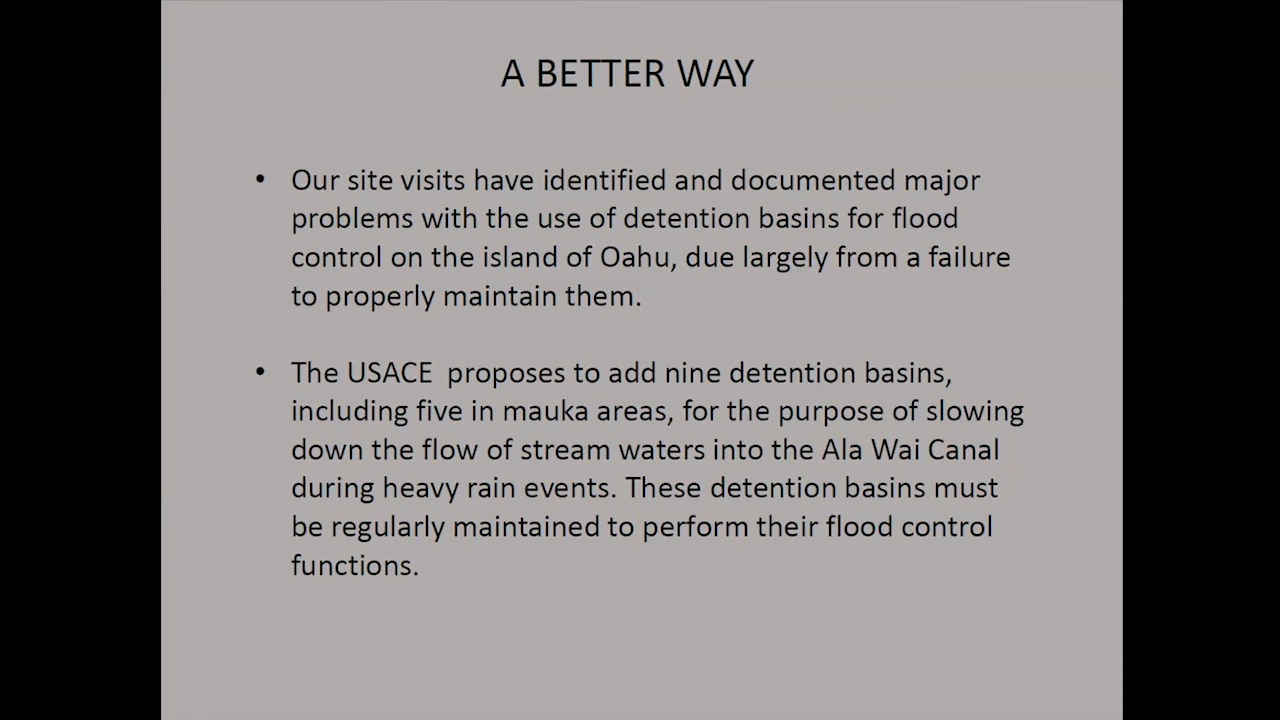 A BETTER WAY
• Our site visits have identified and documented major
problems with the use of detention basins for flood
control on the island of Oahu, due largely from a failure
to properly maintain them.
• The USACE  proposes to add nine detention basins,
including five in mauka areas, for the purpose of slowing
down the flow of stream waters into the Ala Wai Canal
during heavy rain events. These detention basins must
be regularly maintained to perform their flood control
functions.